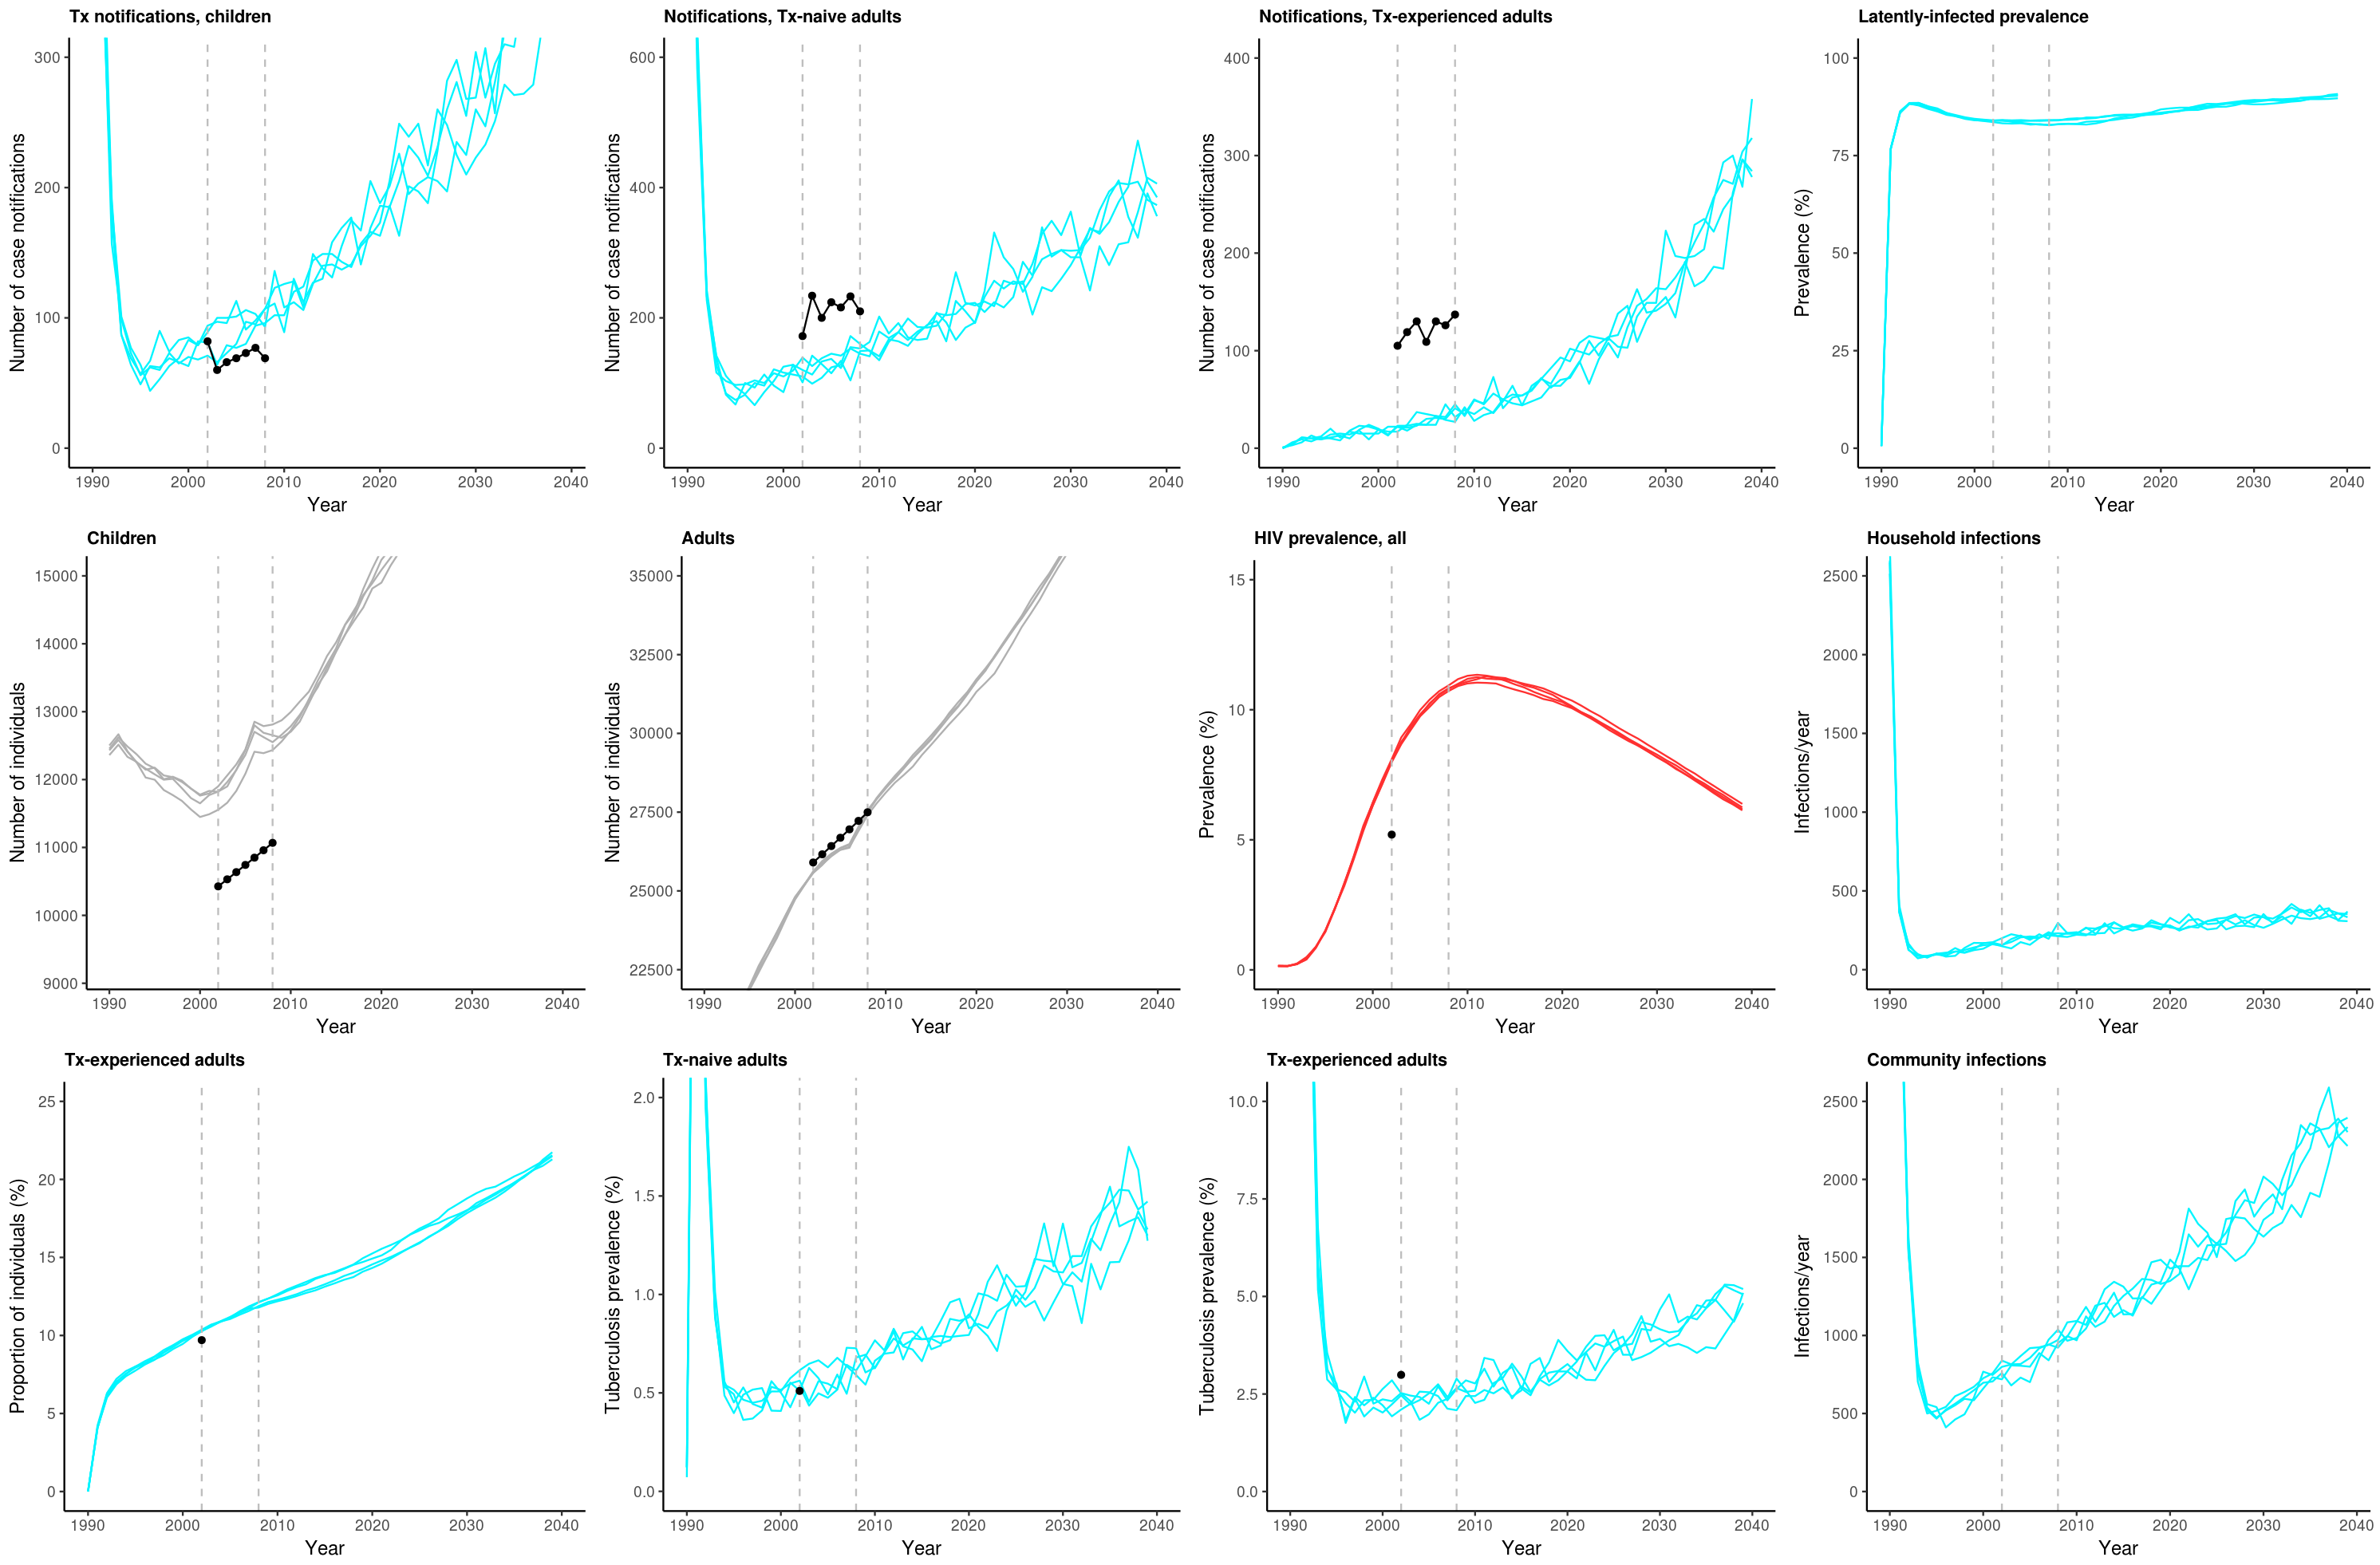 Tx notifications, children
Number of case notifications
300
200
100
0
1990 2000 2010 2020 2030 2040
Year
Notifications, Tx-naive adults
Number of case notifications
600
400
200
0
1990 2000 2010 2020 2030 2040
Year
Notifications, Tx-experienced adults
Number of case notifications
400
300
200
100
0
1990 2000 2010 2020 2030 2040
Year
Latently-infected prevalence
Prevalence (%)
100
75
50
25
0
1990 2000 2010 2020 2030 2040
Year
Children
Number of individuals
15000
14000
13000
12000
11000
10000
9000
1990 2000 2010 2020 2030 2040
Year
Adults
Number of individuals
35000
32500
30000
27500
25000
22500
1990 2000 2010 2020 2030 2040
Year
HIV prevalence, all
Prevalence (%)
15
10
5
0
1990 2000 2010 2020 2030 2040
Year
Household infections
Infections/year
2500
2000
1500
1000
500
0
1990 2000 2010 2020 2030 2040
Year
Tx-experienced adults
Proportion of individuals (%)
25
20
15
10
5
0
1990 2000 2010 2020 2030 2040
Year
Tx-naive adults
Tuberculosis prevalence (%)
2.0
1.5
1.0
0.5
0.0
1990 2000 2010 2020 2030 2040
Year
Tx-experienced adults
Tuberculosis prevalence (%)
10.0
7.5
5.0
2.5
0.0
1990 2000 2010 2020 2030 2040
Year
Community infections
Infections/year
2500
2000
1500
1000
500
0
1990 2000 2010 2020 2030 2040
Year